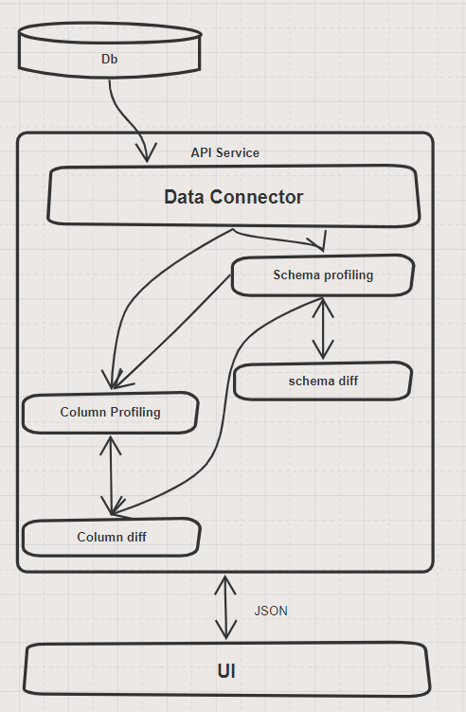 Db
API Service
Data Connector
Schema profiling
schema diff
Column Profiling
Column diff
JSON
UI